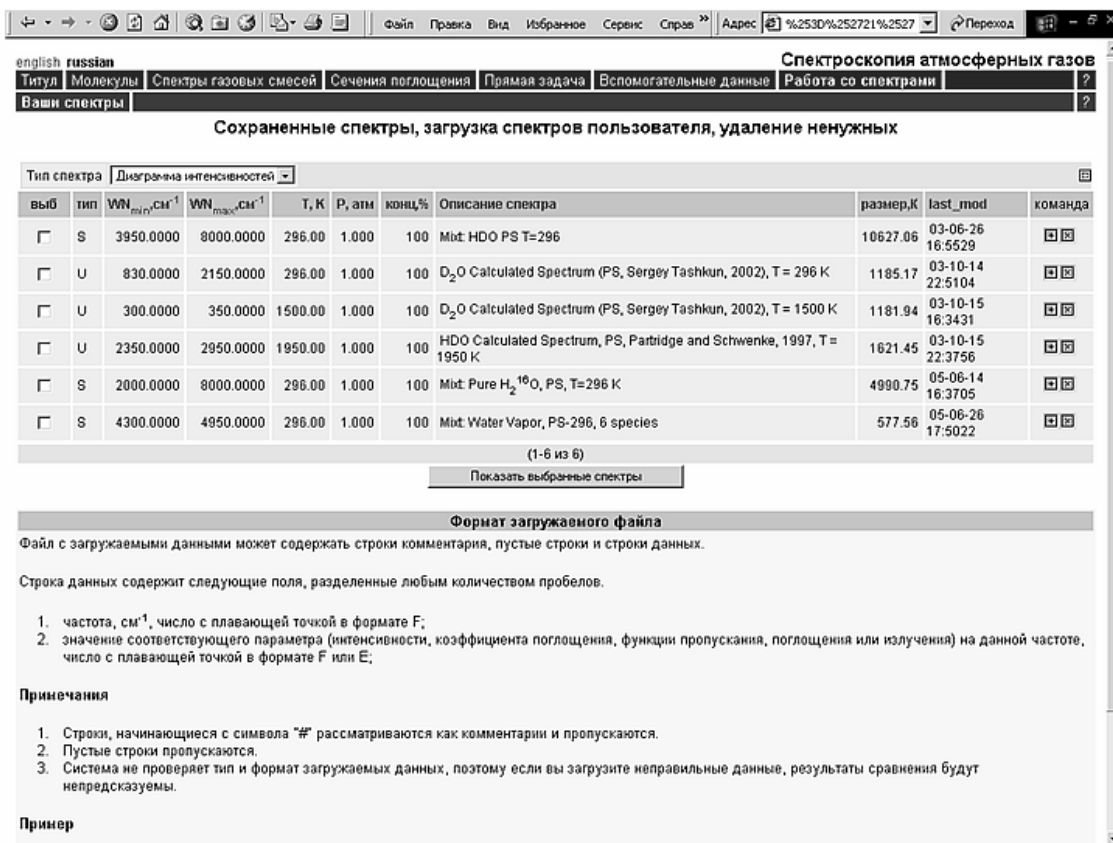 Файл Правка Вид Избранное Сервис Справ » Адрес %253D%252721%2527 Переход
english russian Спектроскопия атмосферных газов
Титул Молекулы Спектры газовых смесей Сечения поглощения Прямая задача Вспомогательные данные Работа со спектрами ?
Ваши спектры ?
Сохраненные спектры, загрузка спектров пользователя, удаление ненужных
Тип спектра Диаграмма интенсивностей
выб тип WN_min,см⁻¹ WN_max,см⁻¹ T, K P, атм конц,% Описание спектра размер,К last_mod команда
S 3950.0000 8000.0000 296.00 1.000 100 Mixt: HDO PS T=296 10627.06 03-06-26
16:5529
U 830.0000 2150.0000 296.00 1.000 100 D₂O Calculated Spectrum (PS, Sergey Tashkun, 2002), T = 296 K 1185.17 03-10-14
22:5104
U 300.0000 350.0000 1500.00 1.000 100 D₂O Calculated Spectrum (PS, Sergey Tashkun, 2002), T = 1500 K 1181.94 03-10-15
16:3431
U 2350.0000 2950.0000 1950.00 1.000 100 HDO Calculated Spectrum, PS, Partridge and Schwenke, 1997, T = 1621.45 03-10-15
1950 K 22:3756
S 2000.0000 8000.0000 296.00 1.000 100 Mixt: Pure H₂¹⁶O, PS, T=296 K 4990.75 05-06-14
16:3705
S 4300.0000 4950.0000 296.00 1.000 100 Mixt: Water Vapor, PS-296, 6 species 577.56 05-06-26
17:5022
(1-6 из 6)
Показать выбранные спектры
Формат загружаемого файла
Файл с загружаемыми данными может содержать строки комментария, пустые строки и строки данных.
Строка данных содержит следующие поля, разделенные любым количеством пробелов.
1. частота, см⁻¹, число с плавающей точкой в формате F;
2. значение соответствующего параметра (интенсивности, коэффициента поглощения, функции пропускания, поглощения или излучения) на данной частоте,
число с плавающей точкой в формате F или E;
Примечания
1. Строки, начинающиеся с символа "#" рассматриваются как комментарии и пропускаются.
2. Пустые строки пропускаются.
3. Система не проверяет тип и формат загружаемых данных, поэтому если вы загрузите неправильные данные, результаты сравнения будут
непредсказуемы.
Пример